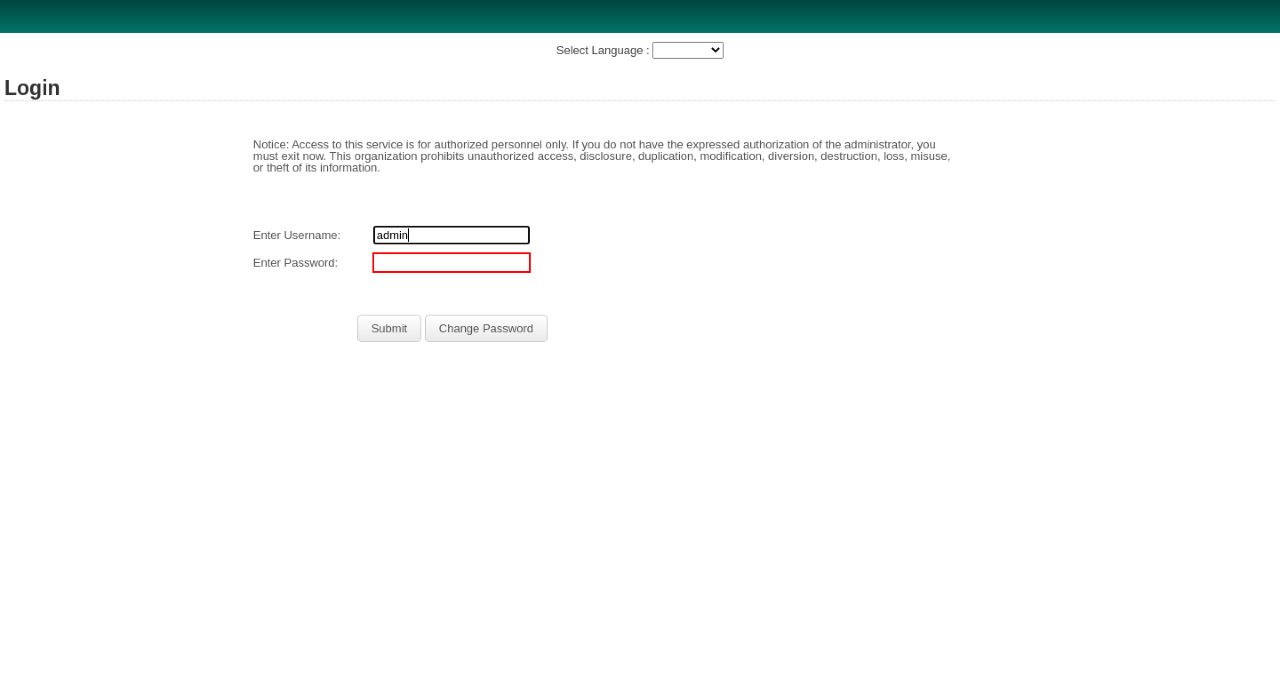 Select Language :
Login
Notice: Access to this service is for authorized personnel only. If you do not have the expressed authorization of the administrator, you
must exit now. This organization prohibits unauthorized access, disclosure, duplication, modification, diversion, destruction, loss, misuse,
or theft of its information.
Enter Username: admin
Enter Password:
Submit Change Password